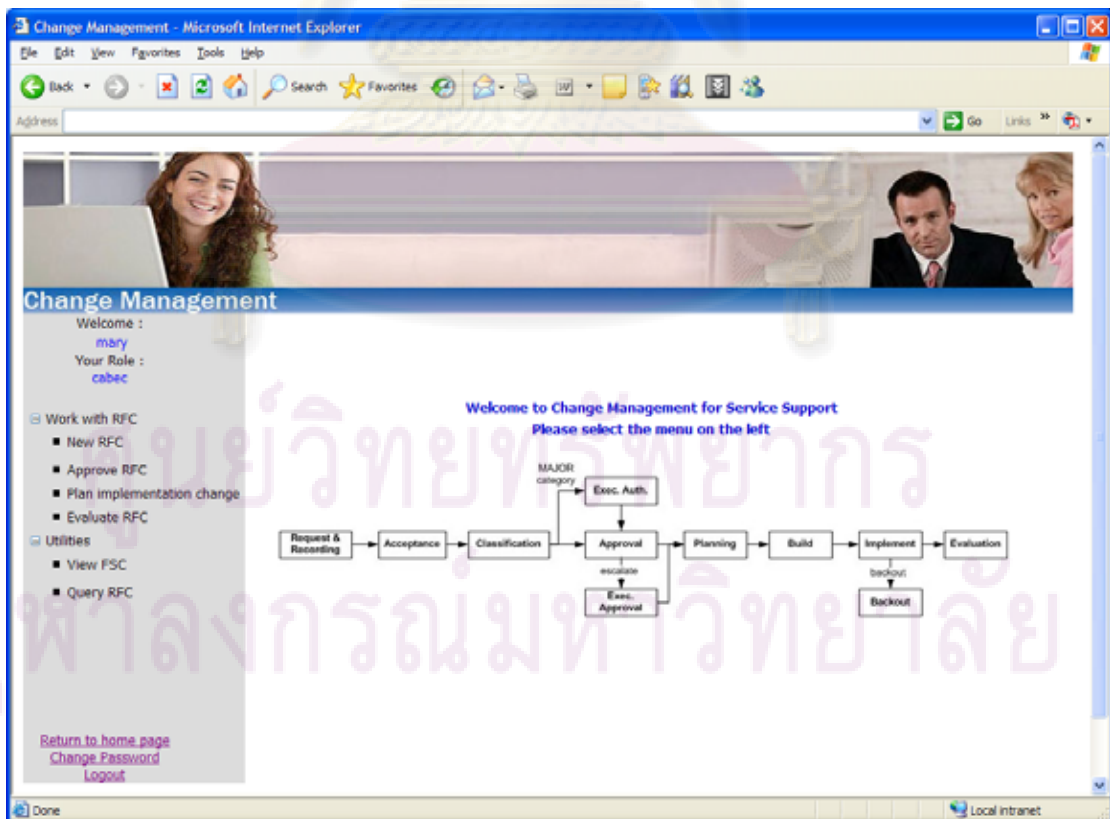 Change Management - Microsoft Internet Explorer
File Edit View Favorites Tools Help
Back Search Favorites
Address Go Links »
Change Management
Welcome :
mary
Your Role :
cabec
Work with RFC
New RFC
Approve RFC
Plan implementation change
Evaluate RFC
Utilities
View FSC
Query RFC
Return to home page
Change Password
Logout
Welcome to Change Management for Service Support
Please select the menu on the left
MAJOR
category
Exec. Auth.
Request &
Recording
Acceptance
Classification
Approval
Planning
Build
Implement
Evaluation
escalate
backout
Exec.
Approval
Backout
ศูนย์วิทยทรัพยากร
จุฬาลงกรณ์มหาวิทยาลัย
Done Local intranet